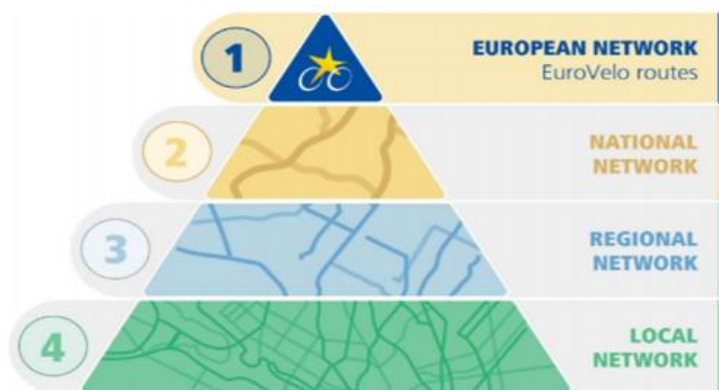 1
EUROPEAN NETWORK
EuroVelo routes
2
NATIONAL
NETWORK
3
REGIONAL
NETWORK
4
LOCAL
NETWORK